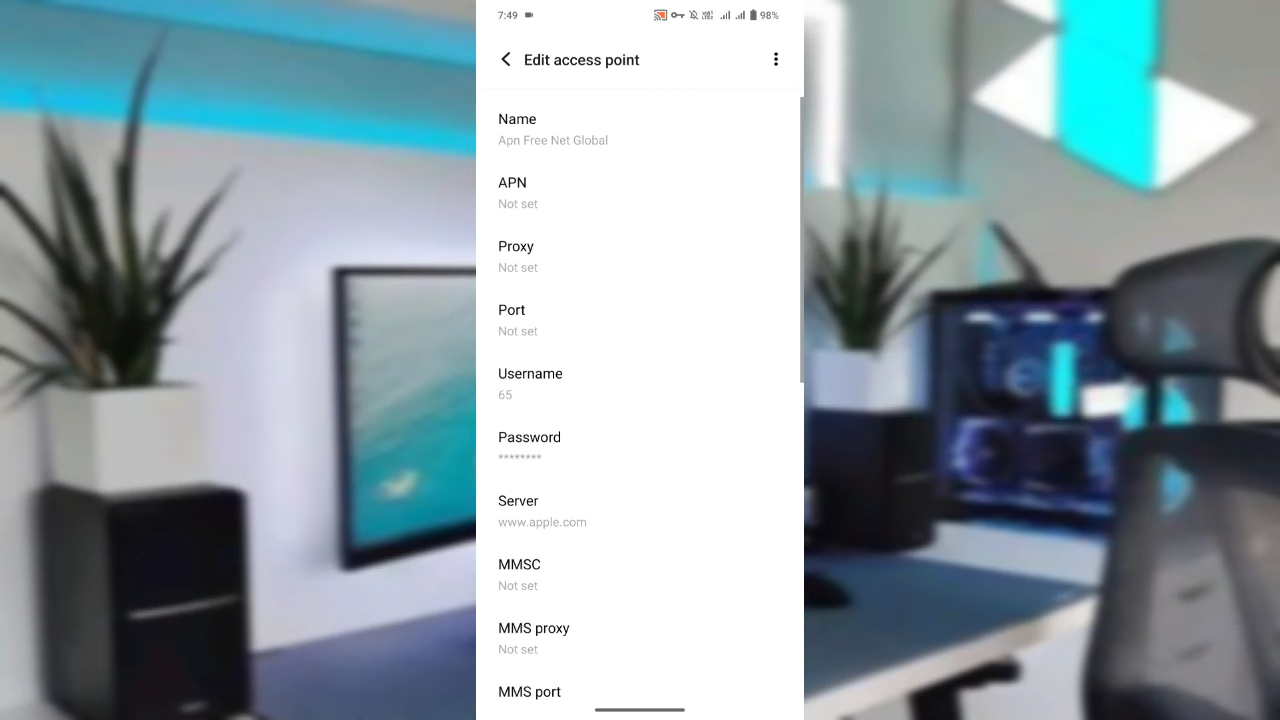 7:49
98%
Edit access point
Name
Apn Free Net Global
APN
Not set
Proxy
Not set
Port
Not set
Username
65
Password
********
Server
www.apple.com
MMSC
Not set
MMS proxy
Not set
MMS port